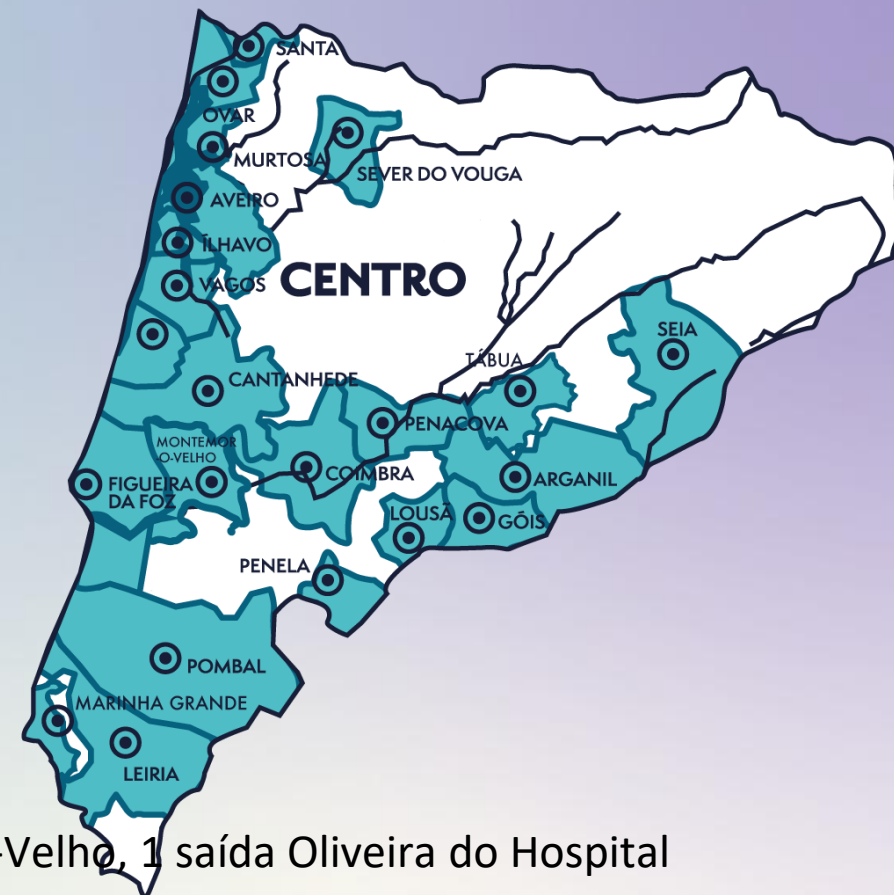 SANTA
OVAR
MURTOSA
SEVER DO VOUGA
AVEIRO
ÍLHAVO
CENTRO
VAGOS
SEIA
TÁBUA
CANTANHEDE
PENACOVA
MONTEMOR
O-VELHO
COIMBRA
FIGUEIRA
DA FOZ
ARGANIL
LOUSÃ
GÓIS
PENELA
POMBAL
MARINHA GRANDE
LEIRIA
-Velho, 1 saída Oliveira do Hospital